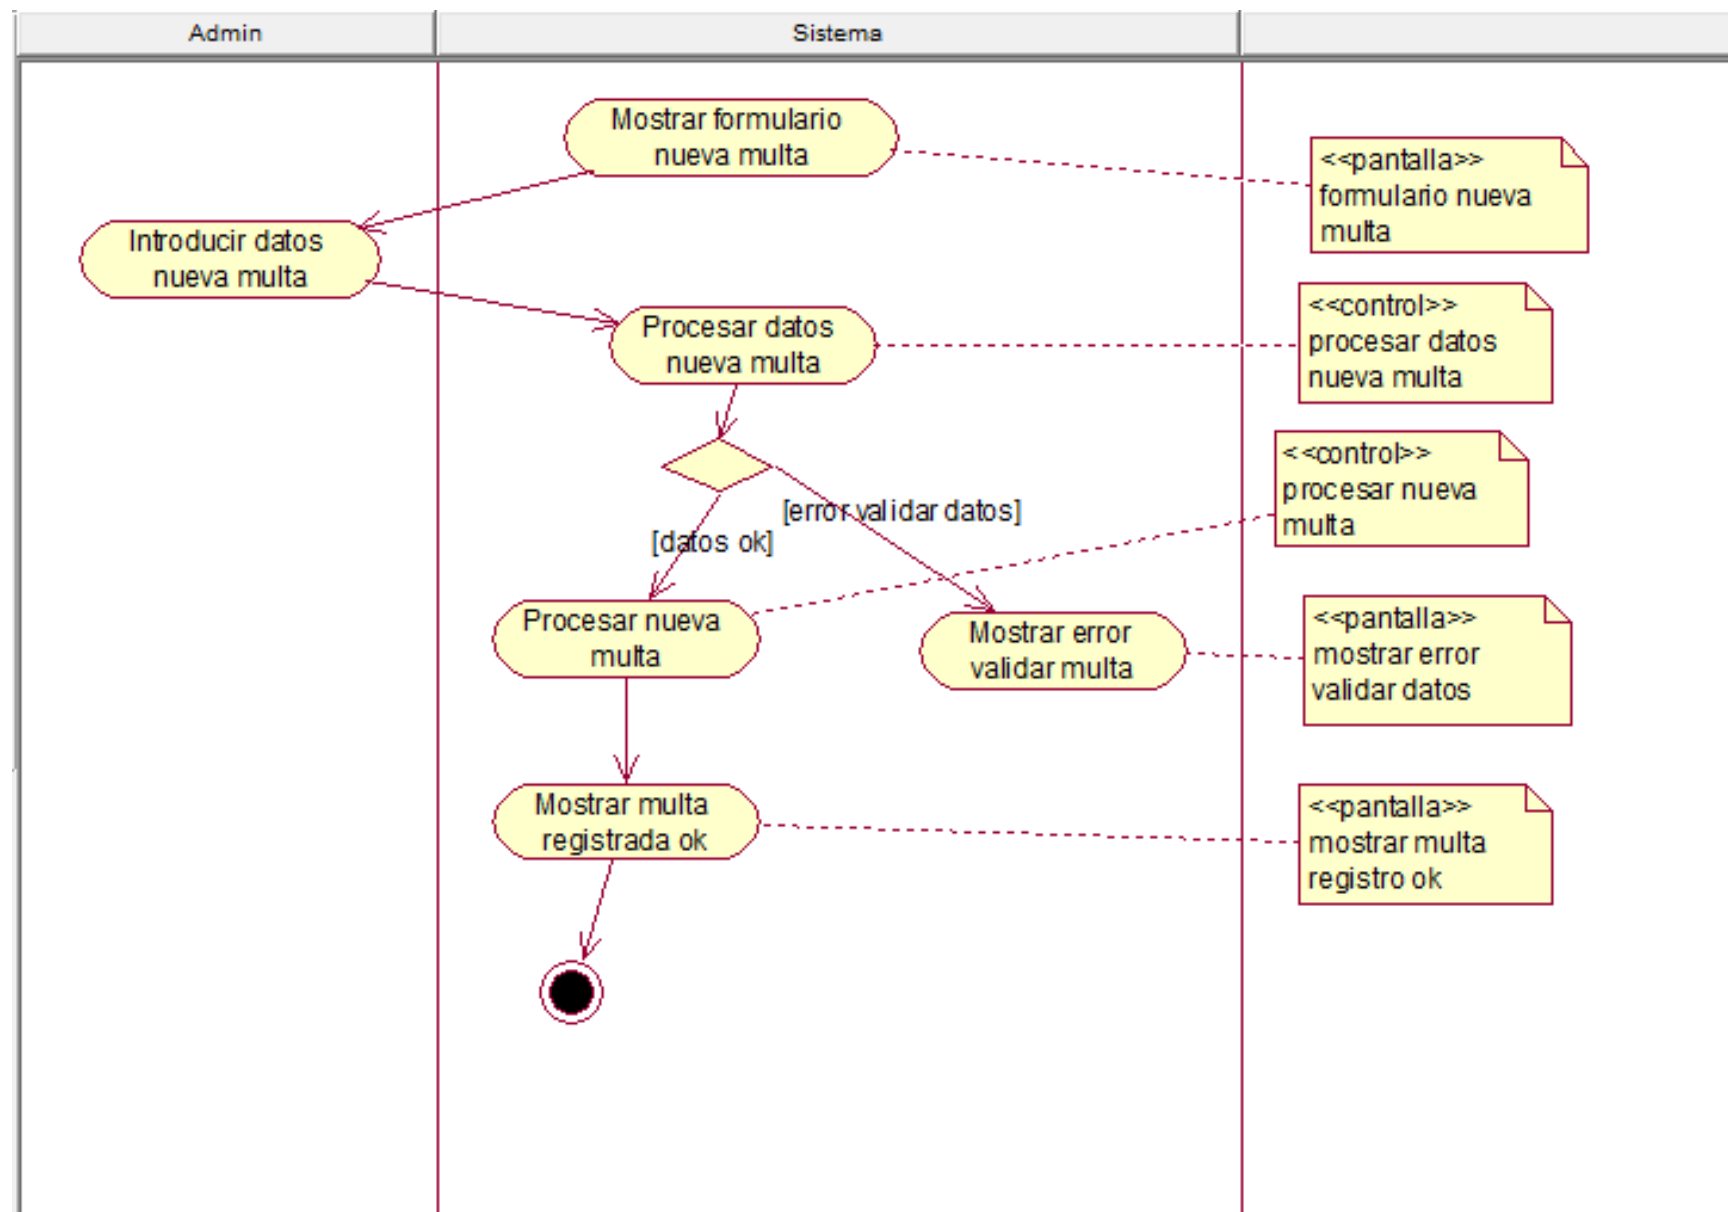 Admin
Sistema
Mostrar formulario
nueva multa
<<pantalla>>
formulario nueva
multa
Introducir datos
nueva multa
Procesar datos
nueva multa
<<control>>
procesar datos
nueva multa
<<control>>
procesar nueva
multa
[error validar datos]
[datos ok]
Procesar nueva
multa
Mostrar error
validar multa
<<pantalla>>
mostrar error
validar datos
Mostrar multa
registrada ok
<<pantalla>>
mostrar multa
registro ok